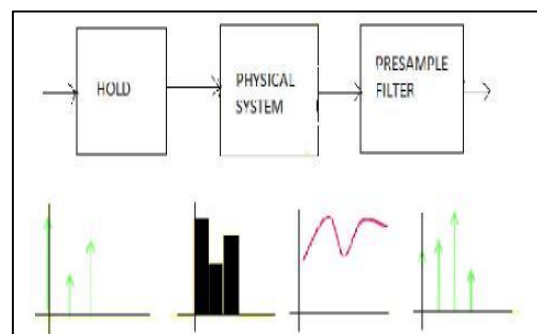 HOLD
PHYSICAL
SYSTEM
PRESAMPLE
FILTER